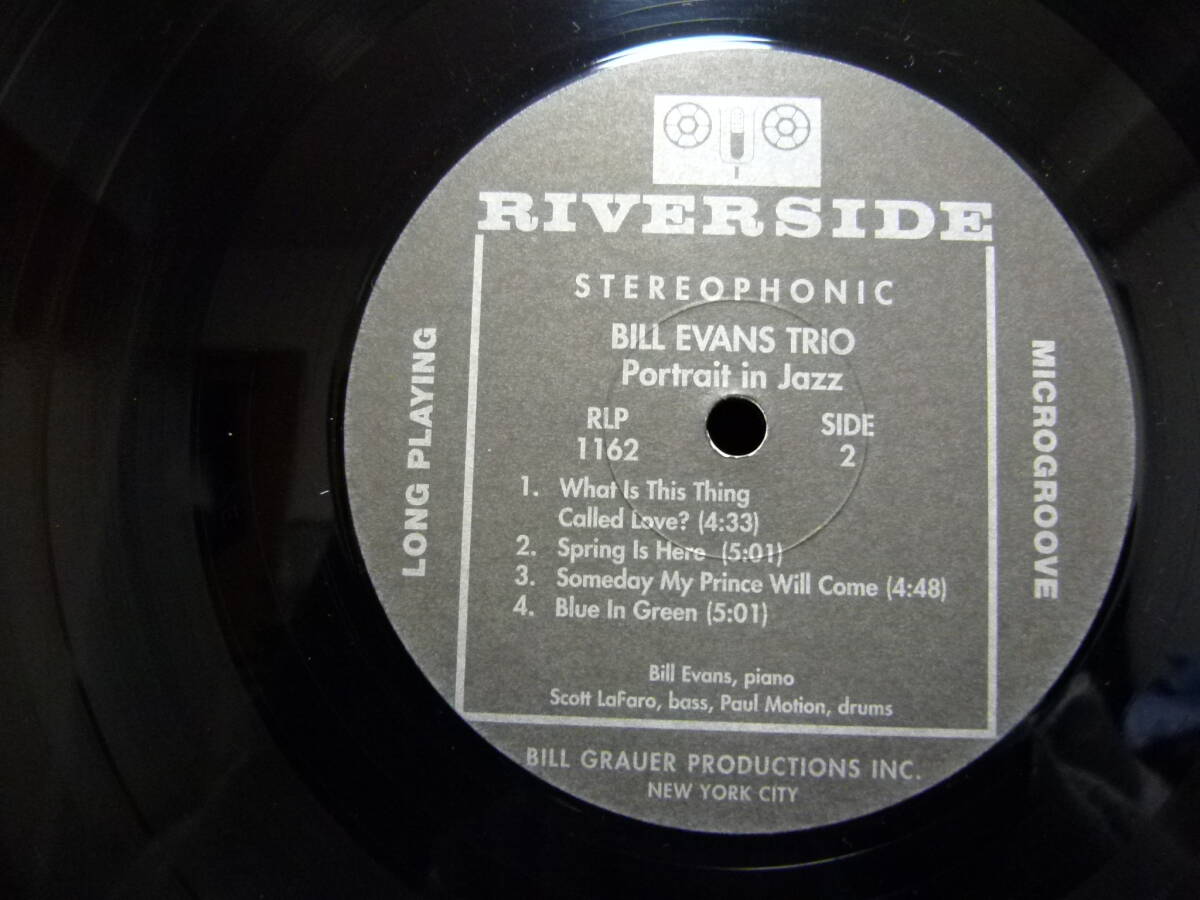 RIVERSIDE
STEREOPHONIC
BILL EVANS TRIO
Portrait in Jazz
RLP
1162
SIDE
2
LONG PLAYING
MICROGROOVE
1. What Is This Thing
Called Love? (4:33)
2. Spring Is Here (5:01)
3. Someday My Prince Will Come (4:48)
4. Blue In Green (5:01)
Bill Evans, piano
Scott LaFaro, bass, Paul Motion, drums
BILL GRAUER PRODUCTIONS INC.
NEW YORK CITY